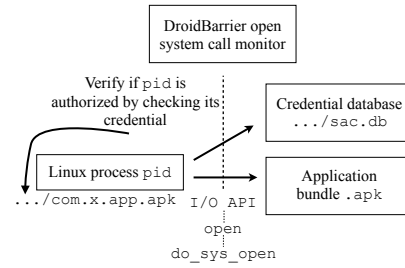 DroidBarrier open
system call monitor
Verify if pid is
authorized by checking its
credential
Credential database
.../sac.db
Linux process pid
Application
bundle .apk
.../com.x.app.apk
I/O API
open
do_sys_open